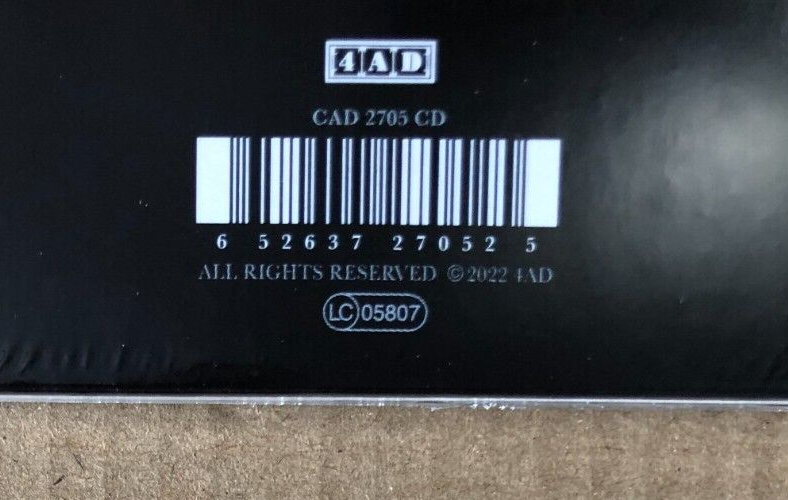 4AD
CAD 2705 CD
6 52637 27052 5
ALL RIGHTS RESERVED ©2022 4AD
LC 05807